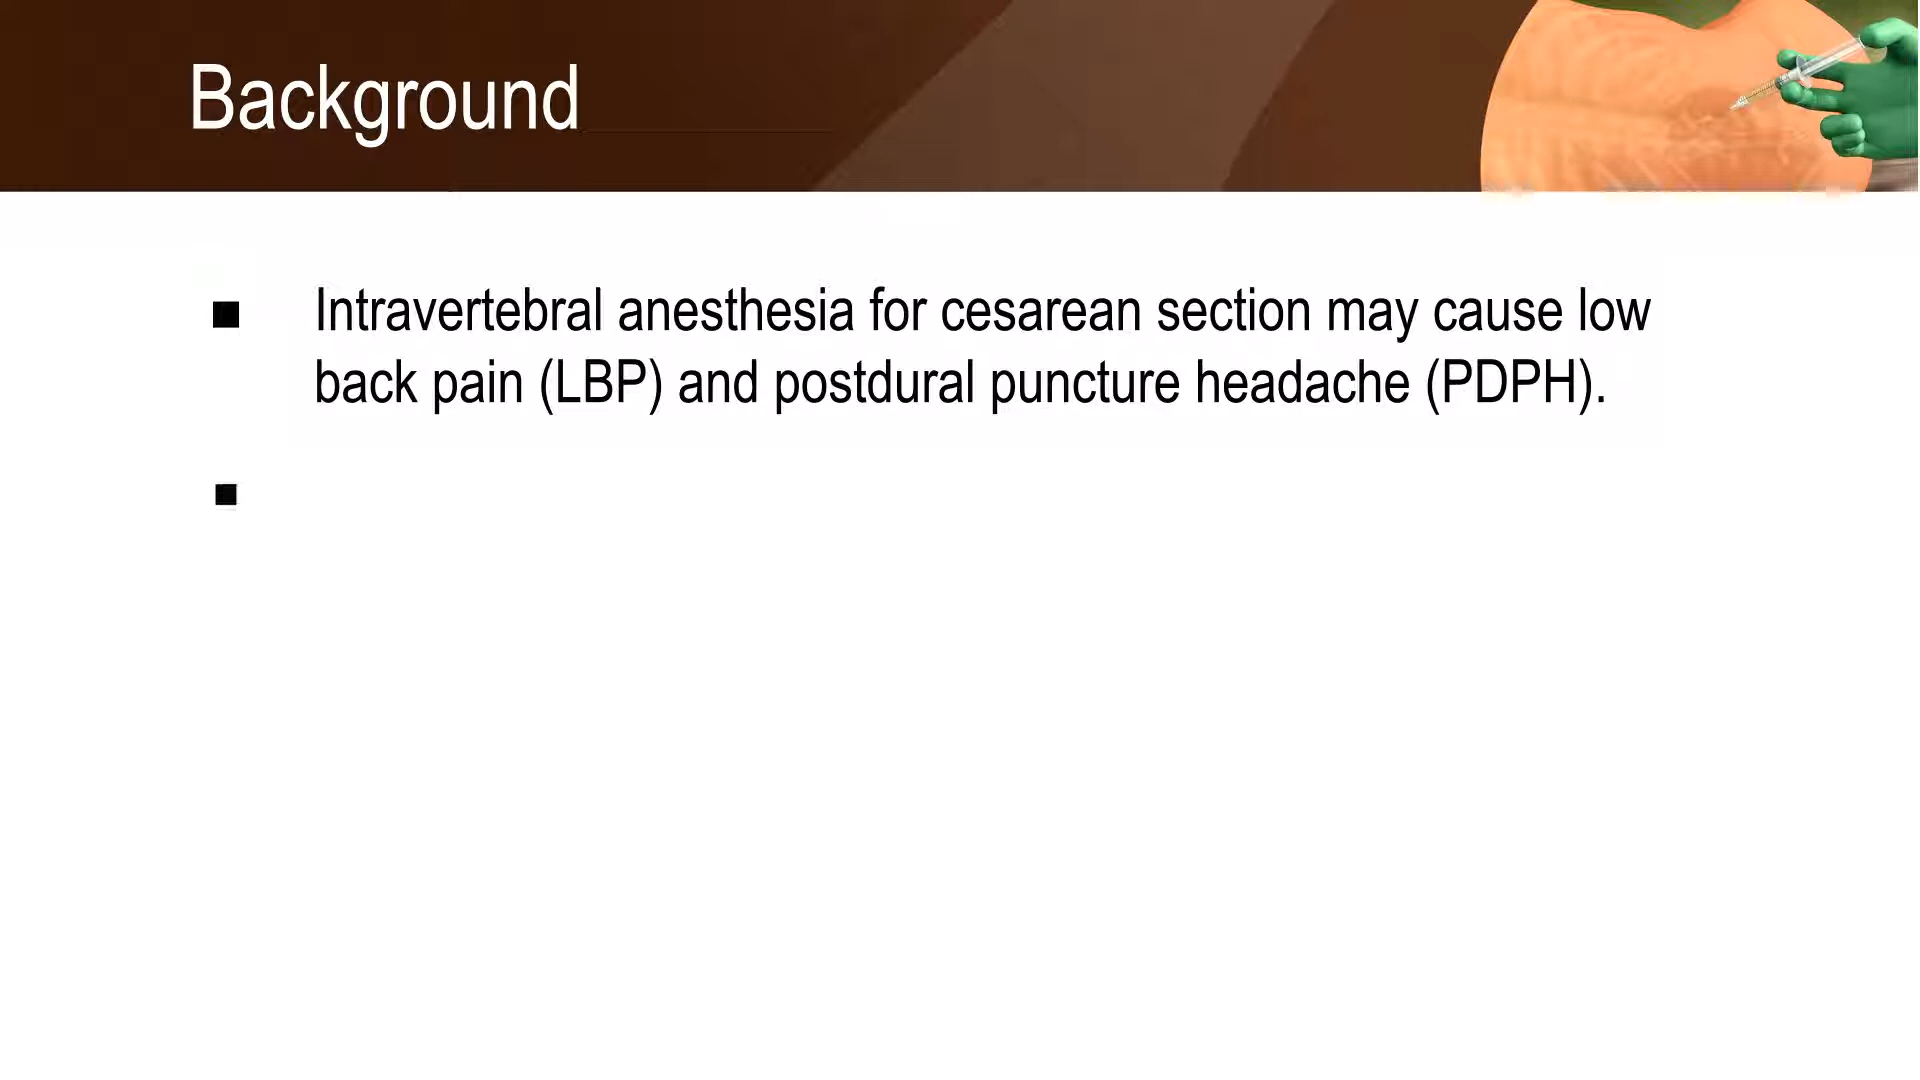 Background
■ Intravertebral anesthesia for cesarean section may cause low
back pain (LBP) and postdural puncture headache (PDPH).
■